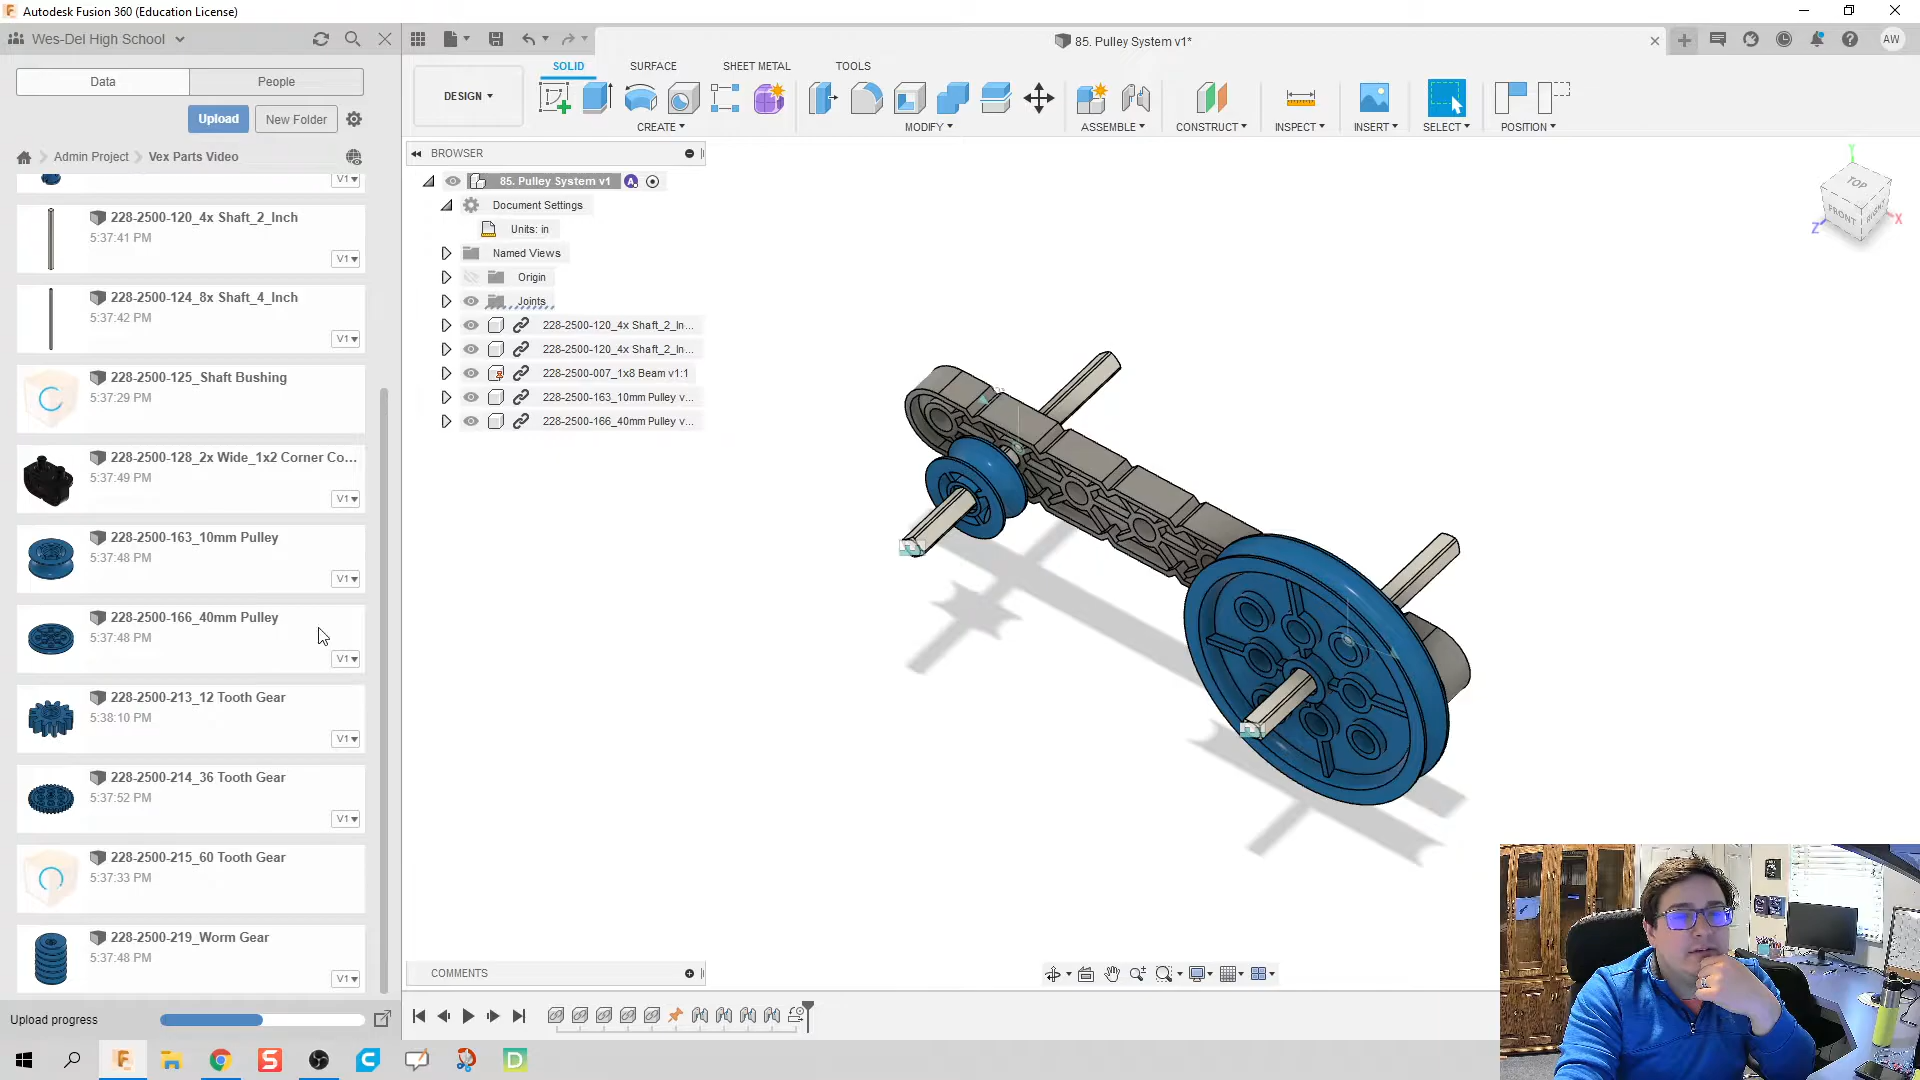 Autodesk Fusion 360 (Education License)
Wes-Del High School
85. Pulley System v1*
AW
Data
People
Upload
New Folder
Admin Project
Vex Parts Video
V1
228-2500-120_4x Shaft_2_Inch
5:37:41 PM
V1
228-2500-124_8x Shaft_4_Inch
5:37:42 PM
V1
228-2500-125_Shaft Bushing
5:37:29 PM
228-2500-128_2x Wide_1x2 Corner Co...
5:37:49 PM
V1
228-2500-163_10mm Pulley
5:37:48 PM
V1
228-2500-166_40mm Pulley
5:37:48 PM
V1
228-2500-213_12 Tooth Gear
5:38:10 PM
V1
228-2500-214_36 Tooth Gear
5:37:52 PM
V1
228-2500-215_60 Tooth Gear
5:37:33 PM
228-2500-219_Worm Gear
5:37:48 PM
V1
Upload progress
DESIGN
SOLID
SURFACE
SHEET METAL
TOOLS
CREATE
MODIFY
ASSEMBLE
CONSTRUCT
INSPECT
INSERT
SELECT
POSITION
BROWSER
85. Pulley System v1
A
Document Settings
Units: in
Named Views
Origin
Joints
228-2500-120_4x Shaft_2_In...
228-2500-120_4x Shaft_2_In...
228-2500-007_1x8 Beam v1:1
228-2500-163_10mm Pulley v...
228-2500-166_40mm Pulley v...
Y
TOP
FRONT
RIGHT
X
Z
COMMENTS
S
C
D